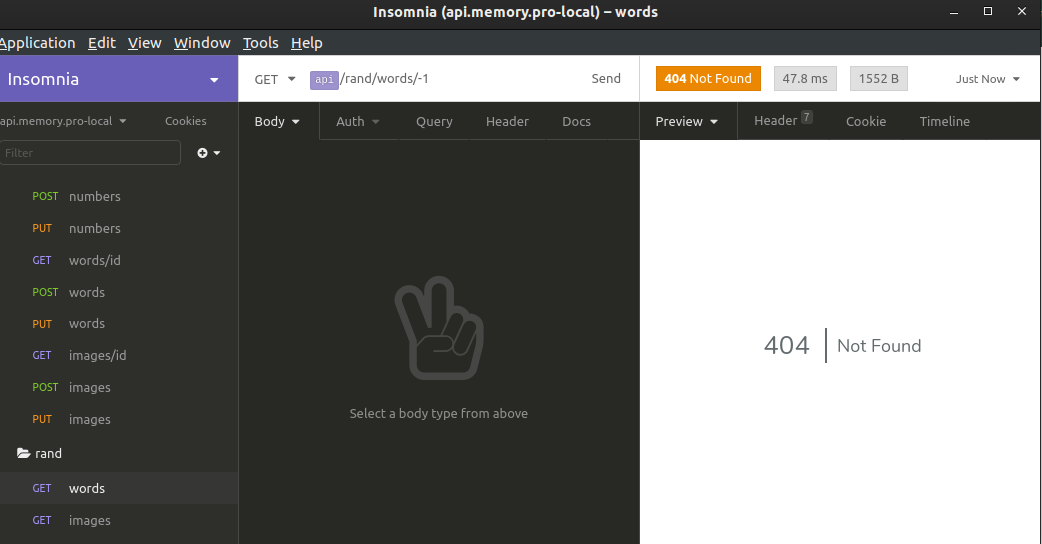 Insomnia (api.memory.pro-local) – words
Application Edit View Window Tools Help
Insomnia
GET api/rand/words/-1 Send
404 Not Found 47.8 ms 1552 B Just Now
api.memory.pro-local Cookies
Body Auth Query Header Docs
Preview Header 7 Cookie Timeline
Filter
POST numbers
PUT numbers
GET words/id
POST words
PUT words
GET images/id
POST images
PUT images
rand
GET words
GET images
Select a body type from above
404 Not Found